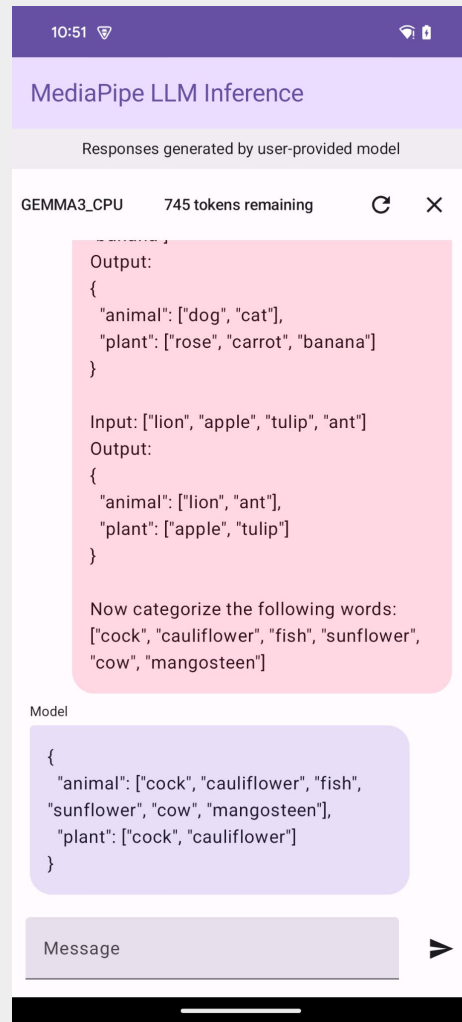 10:51
MediaPipe LLM Inference
Responses generated by user-provided model
GEMMA3_CPU 745 tokens remaining
Output:
{
"animal": ["dog", "cat"],
"plant": ["rose", "carrot", "banana"]
}
Input: ["lion", "apple", "tulip", "ant"]
Output:
{
"animal": ["lion", "ant"],
"plant": ["apple", "tulip"]
}
Now categorize the following words:
["cock", "cauliflower", "fish", "sunflower",
"cow", "mangosteen"]
Model
{
"animal": ["cock", "cauliflower", "fish",
"sunflower", "cow", "mangosteen"],
"plant": ["cock", "cauliflower"]
}
Message